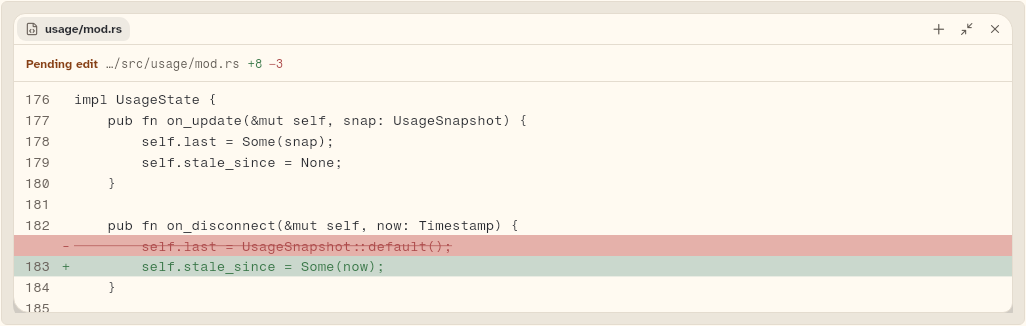 usage/mod.rs
Pending edit …/src/usage/mod.rs +8 −3
176 impl UsageState {
177     pub fn on_update(&mut self, snap: UsageSnapshot) {
178         self.last = Some(snap);
179         self.stale_since = None;
180     }
181
182     pub fn on_disconnect(&mut self, now: Timestamp) {
-         self.last = UsageSnapshot::default();
183 +         self.stale_since = Some(now);
184     }
185